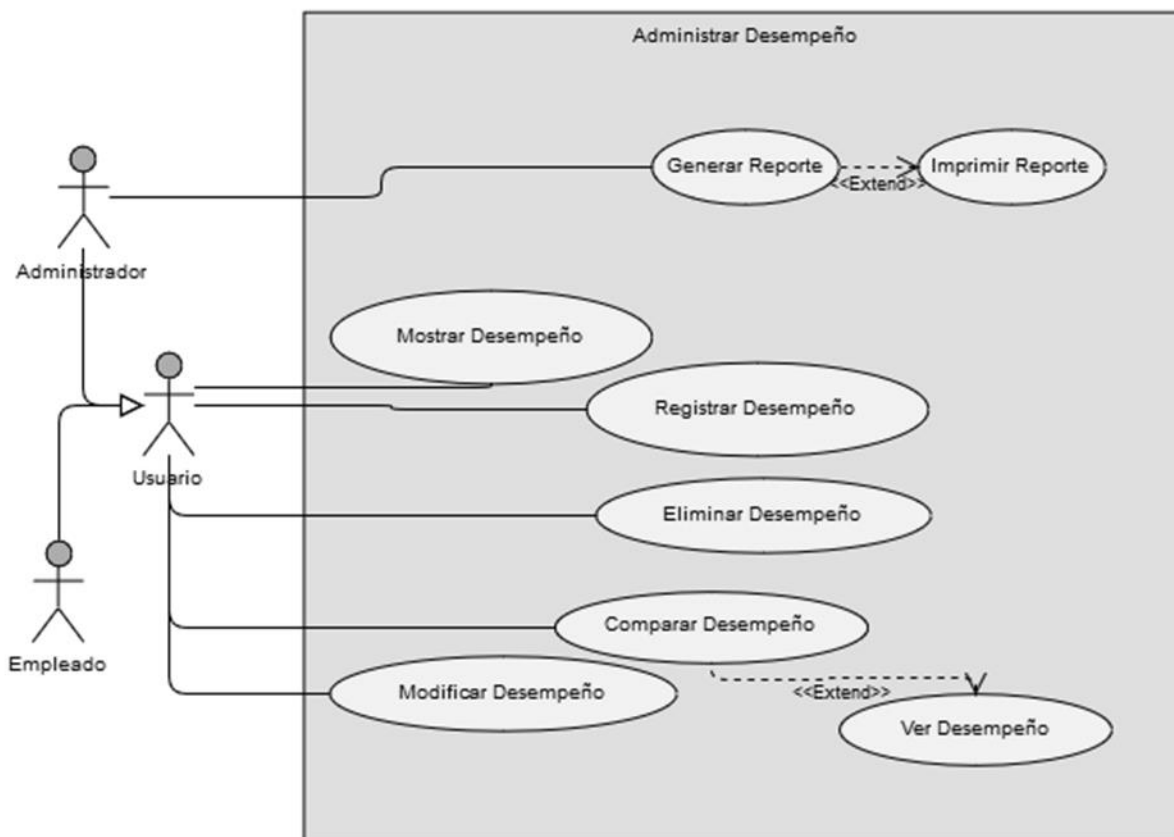 Administrar Desempeño
Generar Reporte
<<Extend>>
Imprimir Reporte
Administrador
Mostrar Desempeño
Registrar Desempeño
Usuario
Eliminar Desempeño
Comparar Desempeño
Empleado
Modificar Desempeño
<<Extend>>
Ver Desempeño